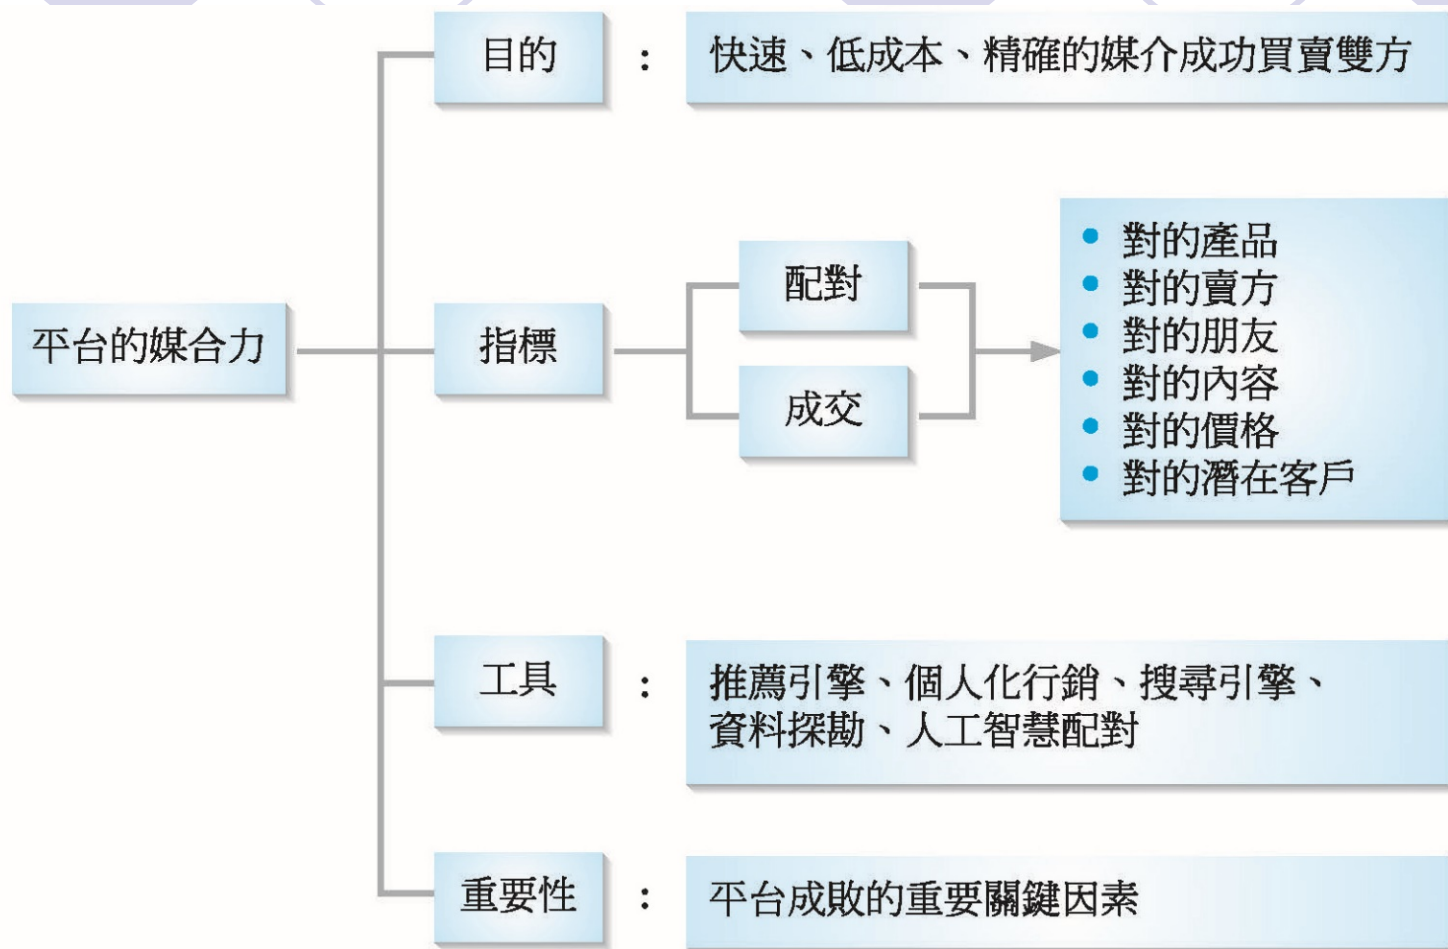 目的 : 快速、低成本、精確的媒介成功買賣雙方
平台的媒合力
指標
配對
成交
• 對的產品
• 對的賣方
• 對的朋友
• 對的內容
• 對的價格
• 對的潛在客戶
工具 : 推薦引擎、個人化行銷、搜尋引擎、
資料探勘、人工智慧配對
重要性 : 平台成敗的重要關鍵因素